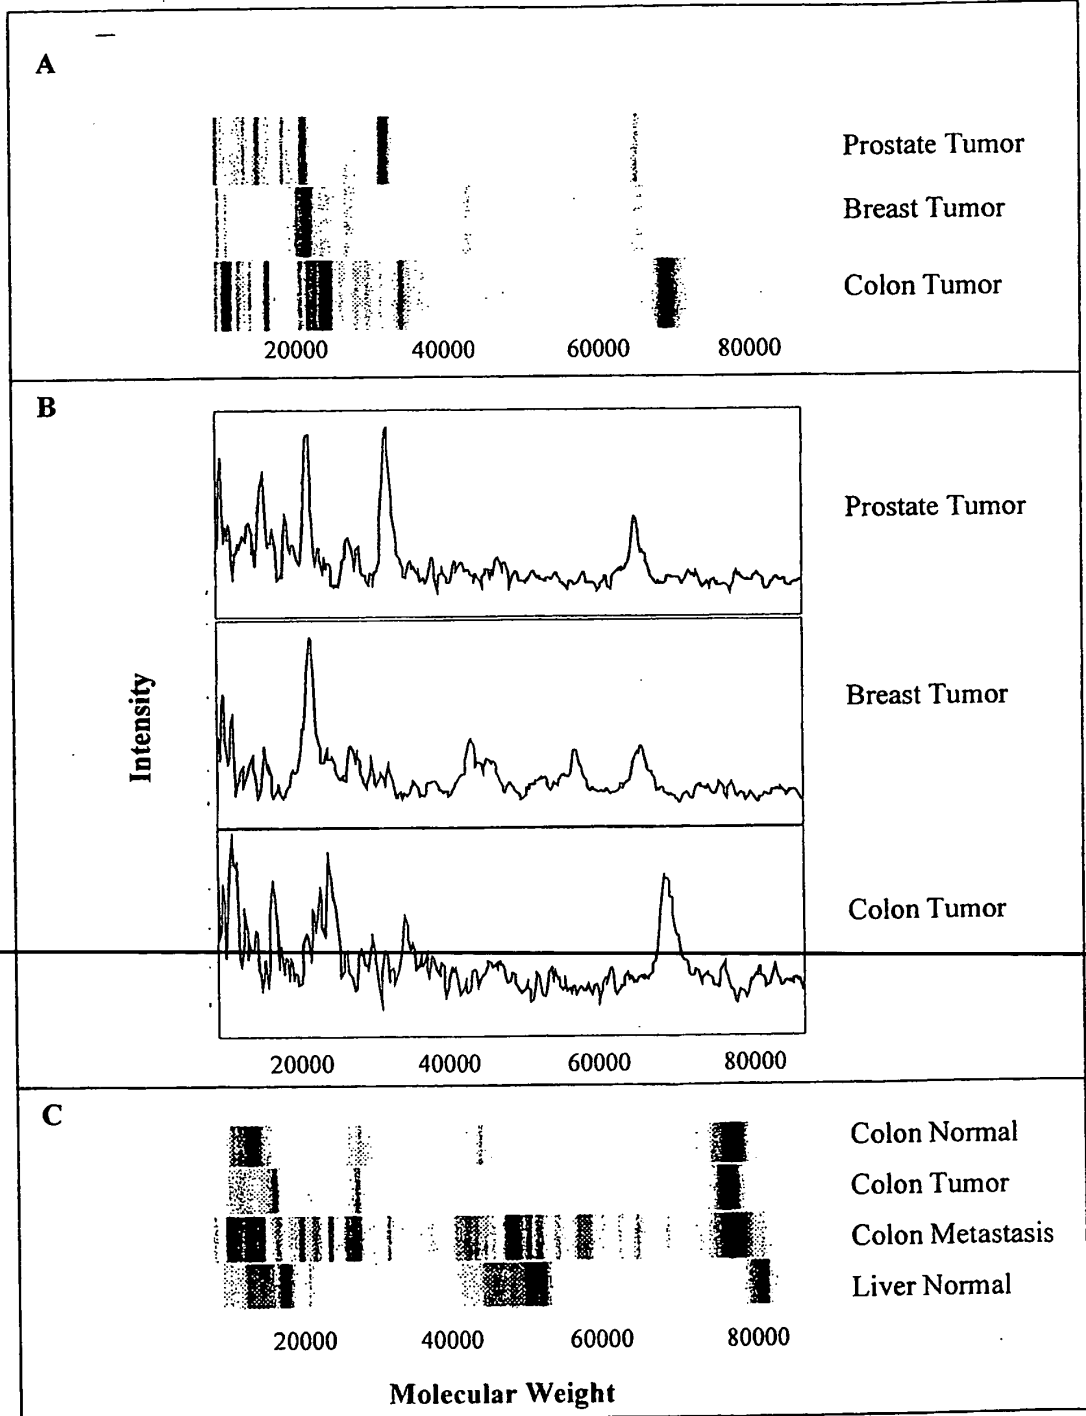 A
Prostate Tumor
Breast Tumor
Colon Tumor
20000 40000 60000 80000
B
Prostate Tumor
Breast Tumor
Intensity
Colon Tumor
20000 40000 60000 80000
C
Colon Normal
Colon Tumor
Colon Metastasis
Liver Normal
20000 40000 60000 80000
Molecular Weight